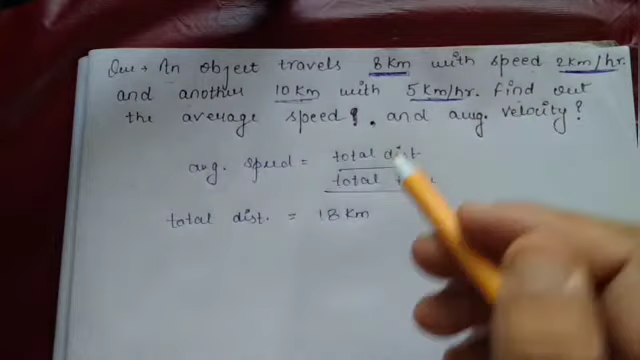 Que → An object travels 8 Km with speed 2 km/hr.
and another 10 Km with 5 Km/hr. Find out
the average speed?. and avg. velocity?
avg. speed = total dist
total
total dist. = 18 Km